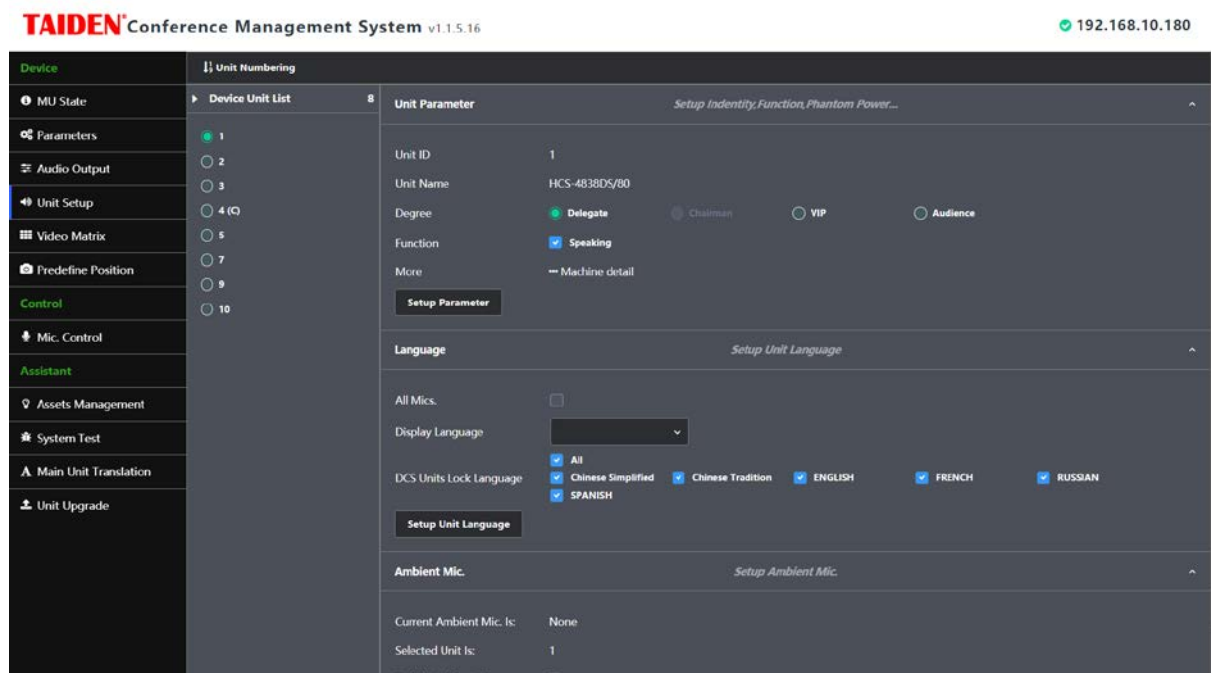 TAIDEN Conference Management System v1.1.5.16
192.168.10.180
Device
MU State
Parameters
Audio Output
Unit Setup
Video Matrix
Predefine Position
Control
Mic. Control
Assistant
Assets Management
System Test
Main Unit Translation
Unit Upgrade
Unit Numbering
Device Unit List 8
1
2
3
4 (C)
5
7
9
10
Unit Parameter Setup Indentity,Function,Phantom Power...
Unit ID 1
Unit Name HCS-4838DS/80
Degree Delegate Chairman VIP Audience
Function Speaking
More ··· Machine detail
Setup Parameter
Language Setup Unit Language
All Mics.
Display Language
All
DCS Units Lock Language Chinese Simplified Chinese Tradition ENGLISH FRENCH RUSSIAN
SPANISH
Setup Unit Language
Ambient Mic. Setup Ambient Mic.
Current Ambient Mic. Is: None
Selected Unit Is: 1